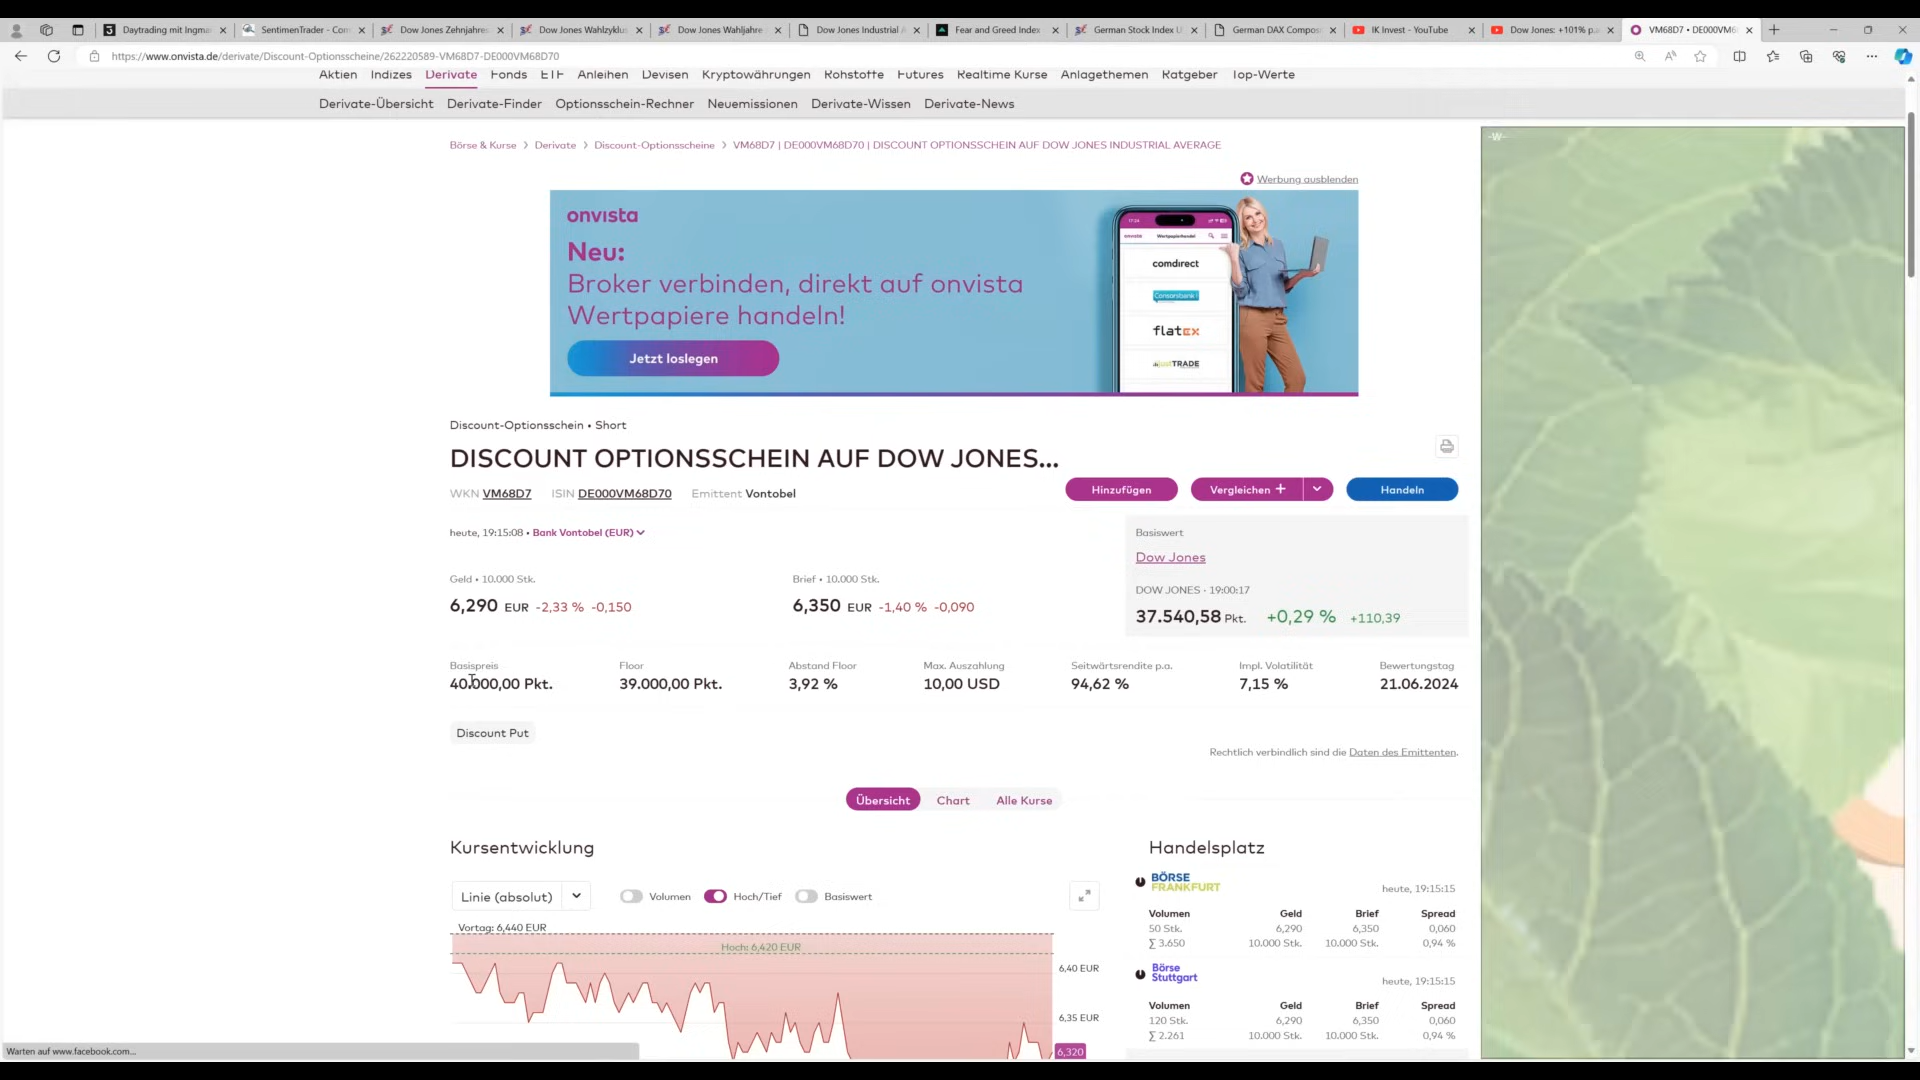 Daytrading mit Ingma
SentimenTrader - Com
Dow Jones Zehnjahres
Dow Jones Wahlzyklus
Dow Jones Wahljahre
Dow Jones Industrial A
Fear and Greed Index
German Stock Index U
German DAX Compos
IK Invest - YouTube
Dow Jones: +101% p.a
VM68D7 • DE000VM6
https://www.onvista.de/derivate/Discount-Optionsscheine/262220589-VM68D7-DE000VM68D70
Aktien Indizes Derivate Fonds ETF Anleihen Devisen Kryptowährungen Rohstoffe Futures Realtime Kurse Anlagethemen Ratgeber Top-Werte
Derivate-Übersicht Derivate-Finder Optionsschein-Rechner Neuemissionen Derivate-Wissen Derivate-News
Börse & Kurse > Derivate > Discount-Optionsscheine > VM68D7 | DE000VM68D70 | DISCOUNT OPTIONSSCHEIN AUF DOW JONES INDUSTRIAL AVERAGE
-W-
Werbung ausblenden
onvista
Neu:
Broker verbinden, direkt auf onvista
Wertpapiere handeln!
Jetzt loslegen
17:24
onvista Wertpapierhandel
comdirect
Consorsbank!
flatex
justTRADE
Discount-Optionsschein • Short
DISCOUNT OPTIONSSCHEIN AUF DOW JONES...
WKN VM68D7 ISIN DE000VM68D70 Emittent Vontobel
Hinzufügen Vergleichen + Handeln
heute, 19:15:08 • Bank Vontobel (EUR)
Geld • 10.000 Stk.
6,290 EUR -2,33 % -0,150
Brief • 10.000 Stk.
6,350 EUR -1,40 % -0,090
Basiswert
Dow Jones
DOW JONES · 19:00:17
37.540,58 Pkt. +0,29 % +110,39
Basispreis Floor Abstand Floor Max. Auszahlung Seitwärtsrendite p.a. Impl. Volatilität Bewertungstag
40.000,00 Pkt. 39.000,00 Pkt. 3,92 % 10,00 USD 94,62 % 7,15 % 21.06.2024
Discount Put
Rechtlich verbindlich sind die Daten des Emittenten.
Übersicht Chart Alle Kurse
Kursentwicklung
Linie (absolut) Volumen Hoch/Tief Basiswert
Vortag: 6,440 EUR
Hoch: 6,420 EUR
6,40 EUR
6,35 EUR
6,320
Handelsplatz
BÖRSE
FRANKFURT
heute, 19:15:15
Volumen Geld Brief Spread
50 Stk. 6,290 6,350 0,060
∑ 3.650 10.000 Stk. 10.000 Stk. 0,94 %
Börse
Stuttgart
heute, 19:15:15
Volumen Geld Brief Spread
120 Stk. 6,290 6,350 0,060
∑ 2.261 10.000 Stk. 10.000 Stk. 0,94 %
Warten auf www.facebook.com...